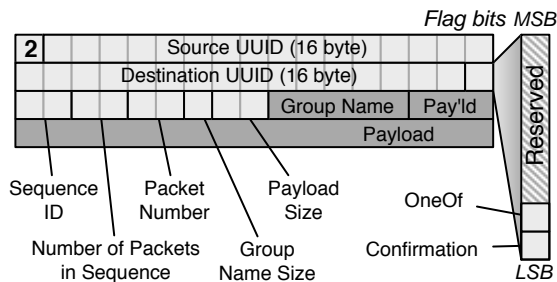 Flag bits MSB
2 Source UUID (16 byte)
Destination UUID (16 byte)
Group Name Pay'ld
Payload
Reserved
Sequence
ID
Packet
Number
Payload
Size
OneOf
Number of Packets
in Sequence
Group
Name Size
Confirmation
LSB